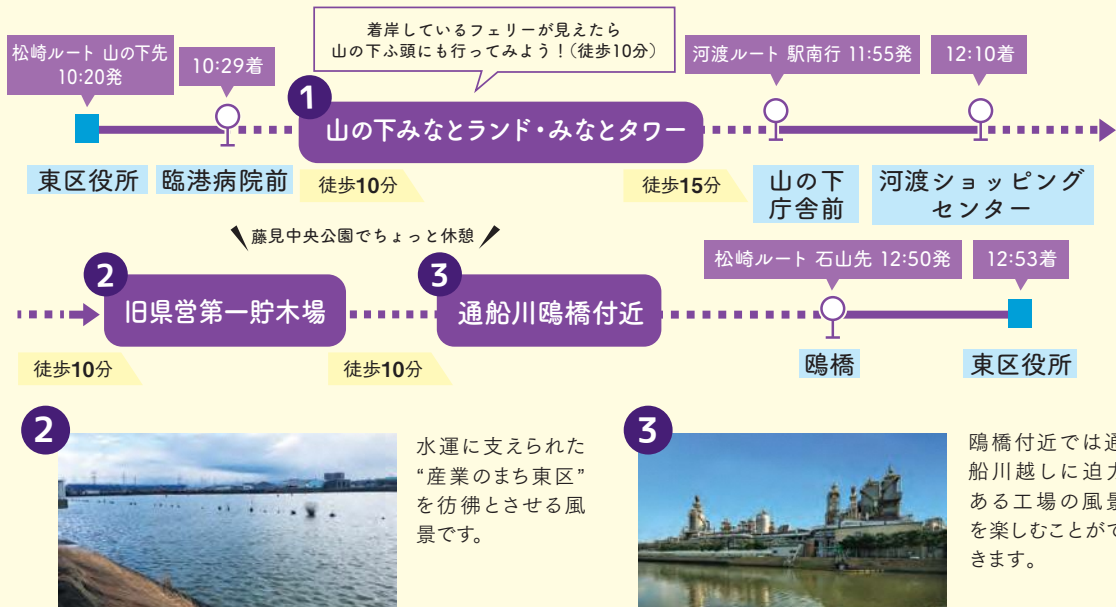 着岸しているフェリーが見えたら
山の下ふ頭にも行ってみよう！（徒歩10分）
松崎ルート 山の下先
10:20発
10:29着
河渡ルート 駅南行 11:55発
12:10着
1
山の下みなとランド・みなとタワー
東区役所
臨港病院前
徒歩10分
徒歩15分
山の下
庁舎前
河渡ショッピング
センター
藤見中央公園でちょっと休憩
松崎ルート 石山先 12:50発
12:53着
2
旧県営第一貯木場
3
通船川鴎橋付近
徒歩10分
徒歩10分
鴎橋
東区役所
2
水運に支えられた
“産業のまち東区”
を彷彿とさせる風
景です。
3
鴎橋付近では通
船川越しに迫力
ある工場の風景
を楽しむことがで
きます。